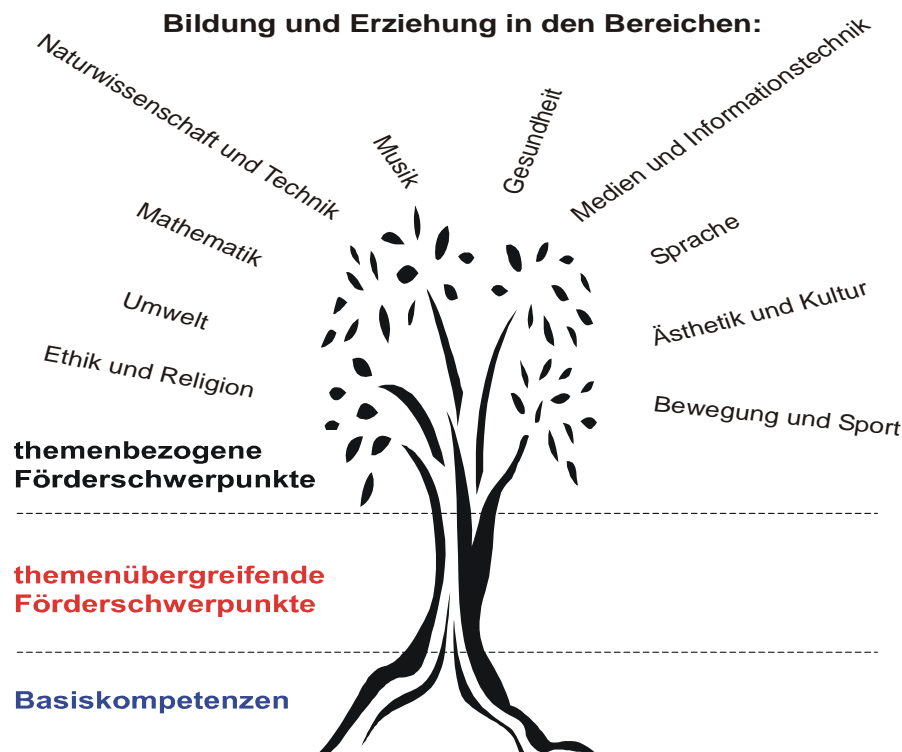 Bildung und Erziehung in den Bereichen:
Naturwissenschaft und Technik
Musik
Gesundheit
Medien und Informationstechnik
Mathematik
Sprache
Umwelt
Ästhetik und Kultur
Ethik und Religion
Bewegung und Sport
themenbezogene
Förderschwerpunkte
themenübergreifende
Förderschwerpunkte
Basiskompetenzen